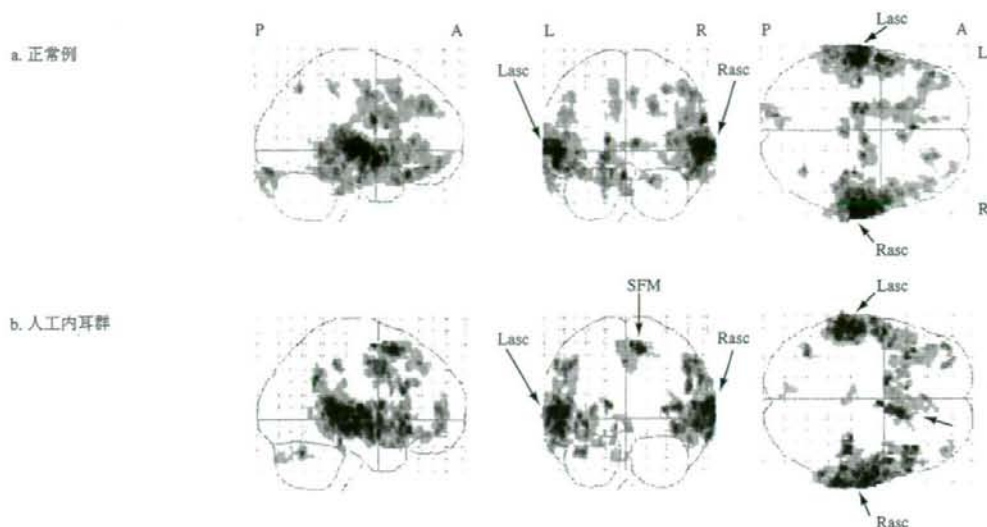 a. 正常例
P A
L R
P A
L
R
Lasc
Rasc
Lasc
Rasc
b. 人工内耳群
Lasc
SFM
Rasc
Lasc
Rasc